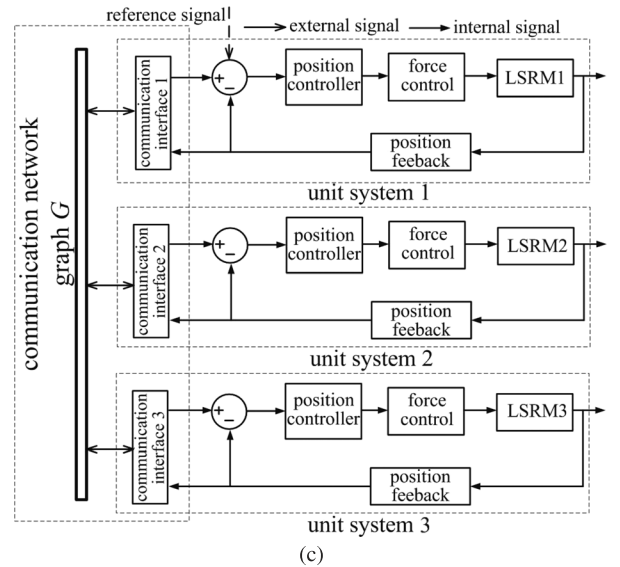 reference signal
external signal
internal signal
communication network
graph G
communication
interface 1
+
−
position
controller
force
control
LSRM1
position
feeback
unit system 1
communication
interface 2
+
−
position
controller
force
control
LSRM2
position
feeback
unit system 2
communication
interface 3
+
−
position
controller
force
control
LSRM3
position
feeback
unit system 3
(c)